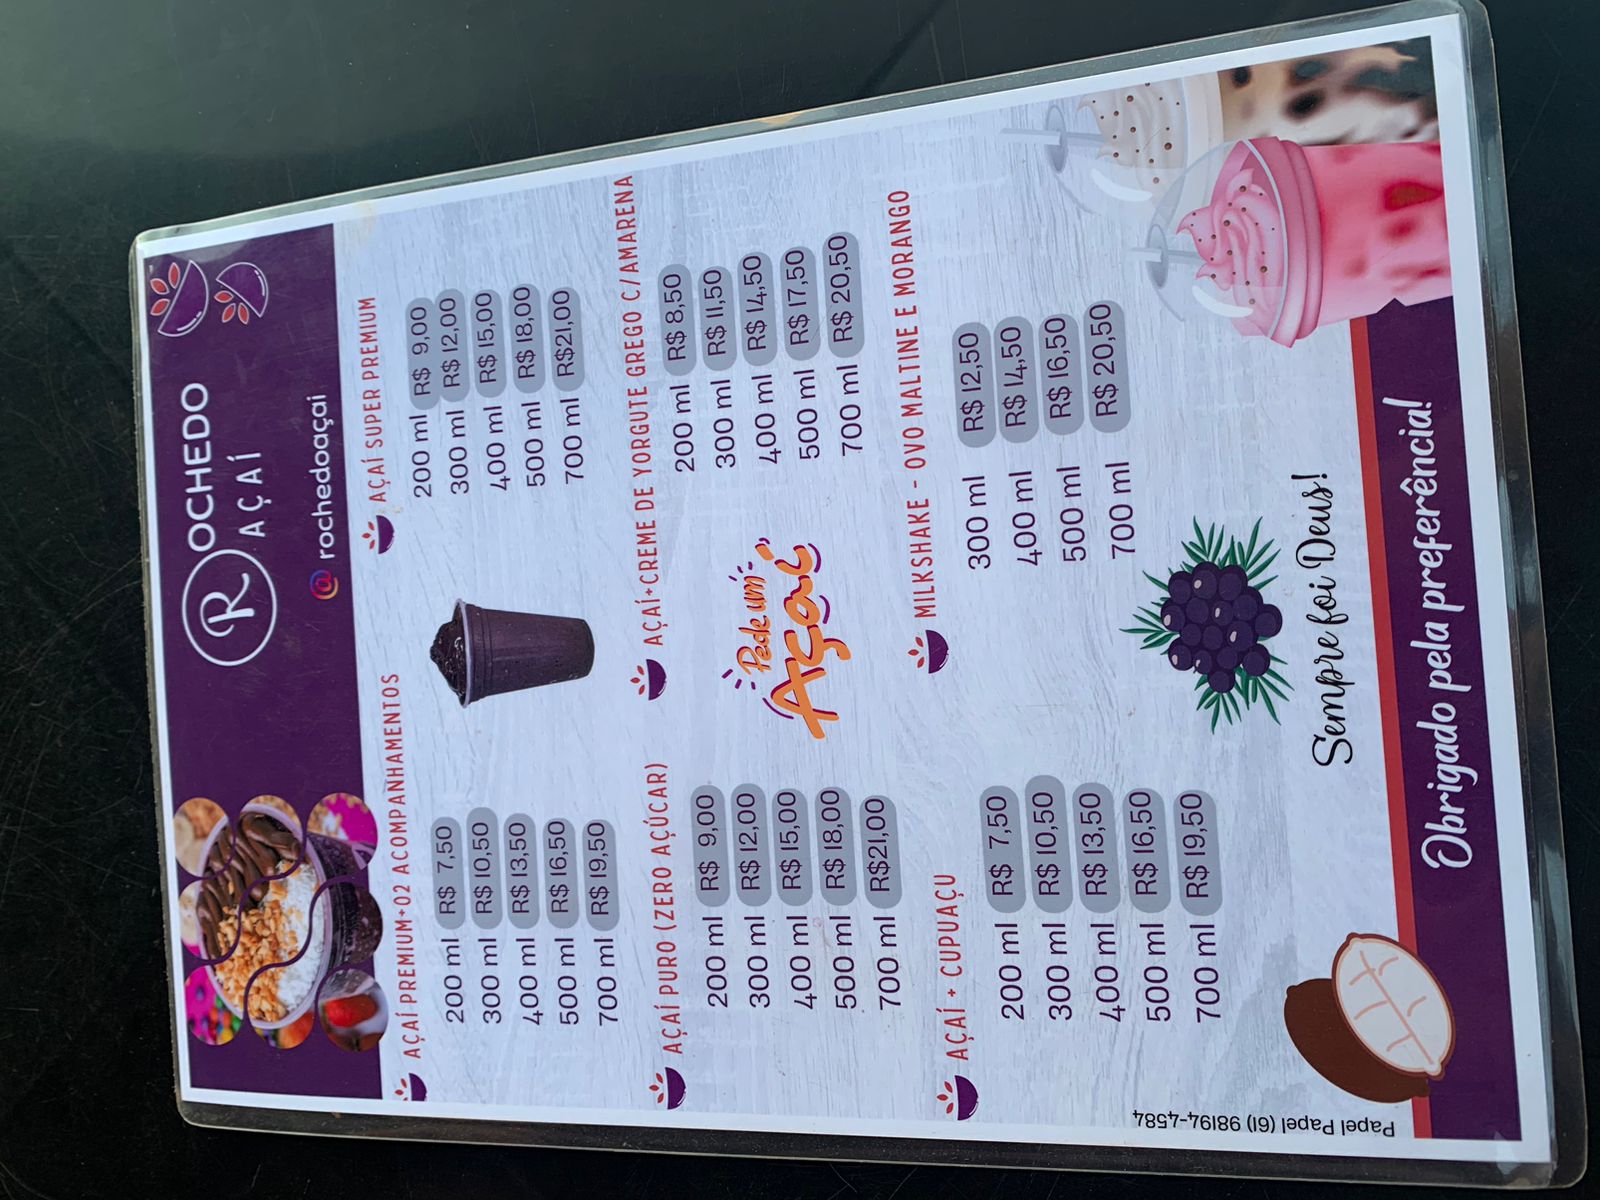 ROCHEDO
AÇAÍ
@ rochedoaçai
AÇAÍ PREMIUM+02 ACOMPANHAMENTOS
200 ml R$ 7,50
300 ml R$ 10,50
400 ml R$ 13,50
500 ml R$ 16,50
700 ml R$ 19,50
AÇAÍ SUPER PREMIUM
200 ml R$ 9,00
300 ml R$ 12,00
400 ml R$ 15,00
500 ml R$ 18,00
700 ml R$21,00
AÇAÍ PURO (ZERO AÇÚCAR)
200 ml R$ 9,00
300 ml R$ 12,00
400 ml R$ 15,00
500 ml R$ 18,00
700 ml R$21,00
Pede um
Açaí
AÇAÍ+CREME DE YORGUTE GREGO C/AMARENA
200 ml R$ 8,50
300 ml R$ 11,50
400 ml R$ 14,50
500 ml R$ 17,50
700 ml R$ 20,50
AÇAÍ + CUPUAÇU
200 ml R$ 7,50
300 ml R$ 10,50
400 ml R$ 13,50
500 ml R$ 16,50
700 ml R$ 19,50
MILKSHAKE - OVO MALTINE E MORANGO
300 ml R$ 12,50
400 ml R$ 14,50
500 ml R$ 16,50
700 ml R$ 20,50
Papel Papel (61) 98194-4584
Sempre foi Deus!
Obrigado pela preferência!